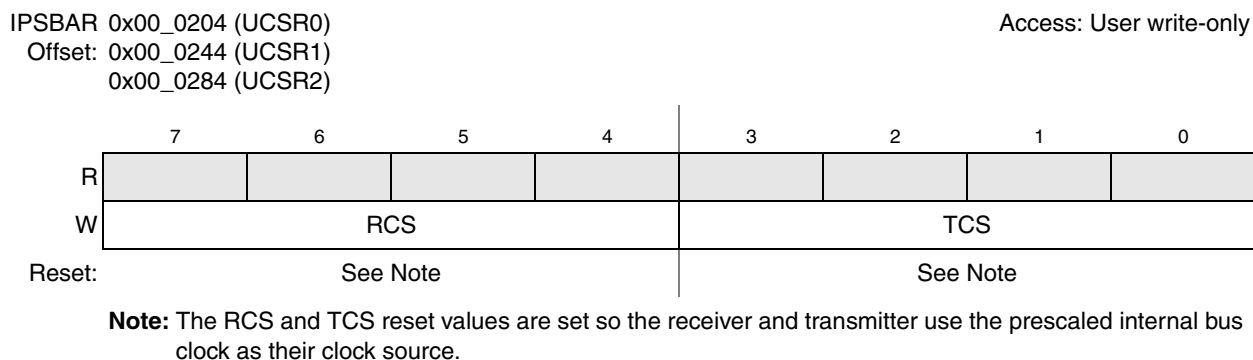 IPSBAR 0x00_0204 (UCSR0) Access: User write-only
Offset: 0x00_0244 (UCSR1)
0x00_0284 (UCSR2)
7 6 5 4 3 2 1 0
R
W RCS TCS
Reset: See Note See Note
Note: The RCS and TCS reset values are set so the receiver and transmitter use the prescaled internal bus
clock as their clock source.